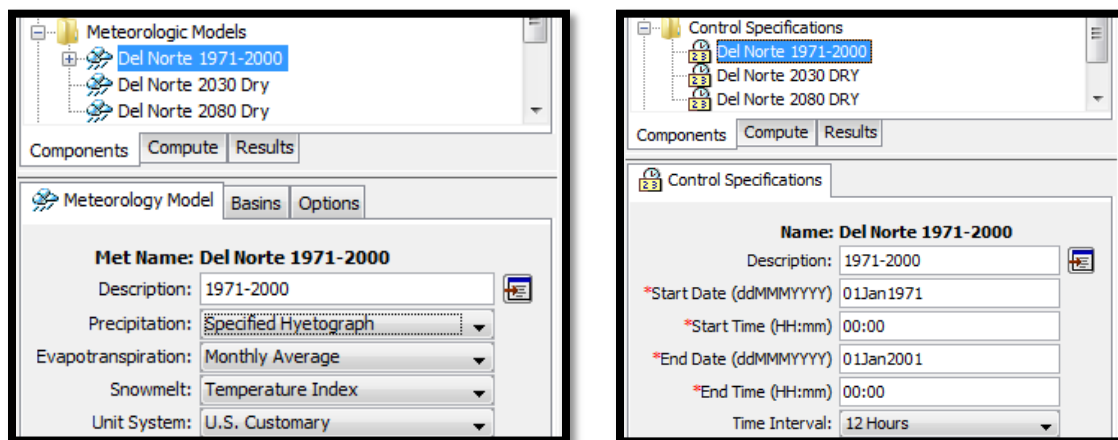 Meteorologic Models
Del Norte 1971-2000
Del Norte 2030 Dry
Del Norte 2080 Dry
Components Compute Results
Meteorology Model Basins Options
Met Name: Del Norte 1971-2000
Description: 1971-2000
Precipitation: Specified Hyetograph
Evapotranspiration: Monthly Average
Snowmelt: Temperature Index
Unit System: U.S. Customary
Control Specifications
Del Norte 1971-2000
Del Norte 2030 DRY
Del Norte 2080 DRY
Components Compute Results
Control Specifications
Name: Del Norte 1971-2000
Description: 1971-2000
*Start Date (ddMMMYYYY) 01Jan1971
*Start Time (HH:mm) 00:00
*End Date (ddMMMYYYY) 01Jan2001
*End Time (HH:mm) 00:00
Time Interval: 12 Hours